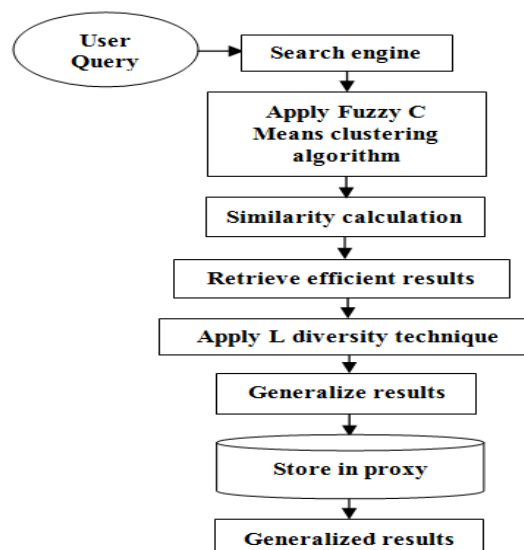 User
Query
Search engine
Apply Fuzzy C
Means clustering
algorithm
Similarity calculation
Retrieve efficient results
Apply L diversity technique
Generalize results
Store in proxy
Generalized results